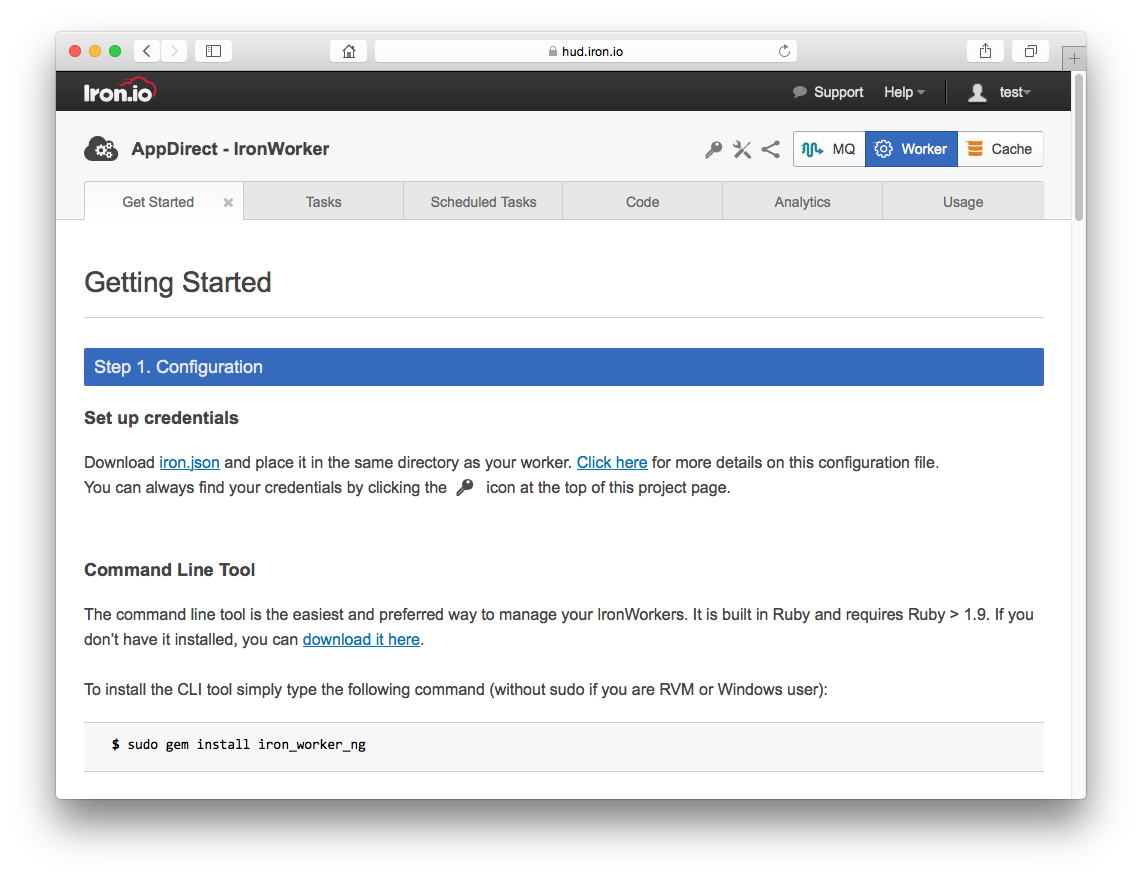 hud.iron.io
Iron.io
Support Help test
AppDirect - IronWorker
MQ Worker Cache
Get Started Tasks Scheduled Tasks Code Analytics Usage
Getting Started
Step 1. Configuration
Set up credentials
Download iron.json and place it in the same directory as your worker. Click here for more details on this configuration file.
You can always find your credentials by clicking the icon at the top of this project page.
Command Line Tool
The command line tool is the easiest and preferred way to manage your IronWorkers. It is built in Ruby and requires Ruby > 1.9. If you
don't have it installed, you can download it here.
To install the CLI tool simply type the following command (without sudo if you are RVM or Windows user):
$ sudo gem install iron_worker_ng